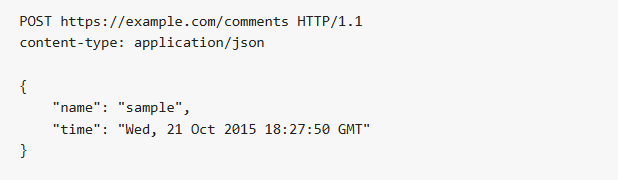 POST https://example.com/comments HTTP/1.1
content-type: application/json

{
    "name": "sample",
    "time": "Wed, 21 Oct 2015 18:27:50 GMT"
}